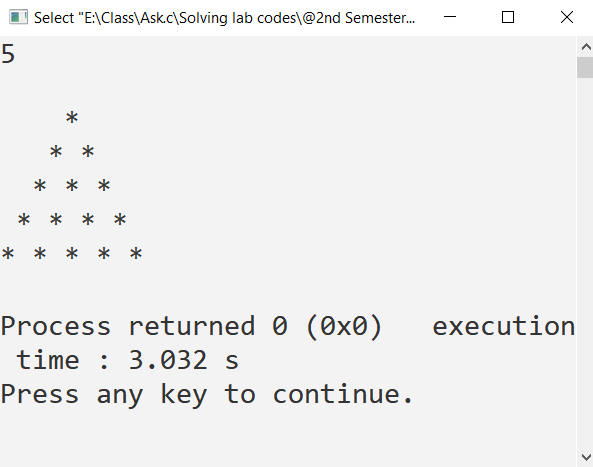 Select "E:\Class\Ask.c\Solving lab codes\@2nd Semester...
5
    *
   * *
  * * *
 * * * *
* * * * *
Process returned 0 (0x0)   execution
 time : 3.032 s
Press any key to continue.